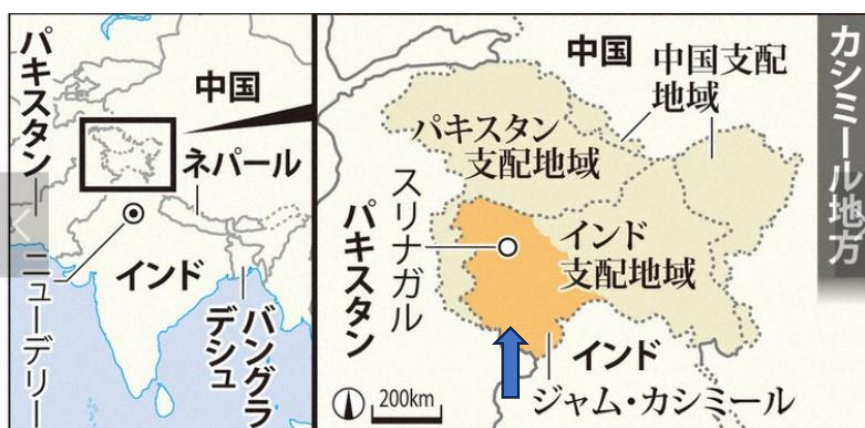 パキスタン
中国
ネパール
インド
ニューデリー
バングラ
デシュ
カシミール地方
中国
中国支配
地域
パキスタン
支配地域
スリナガル
パキスタン
インド
支配地域
インド
ジャム・カシミール
200km